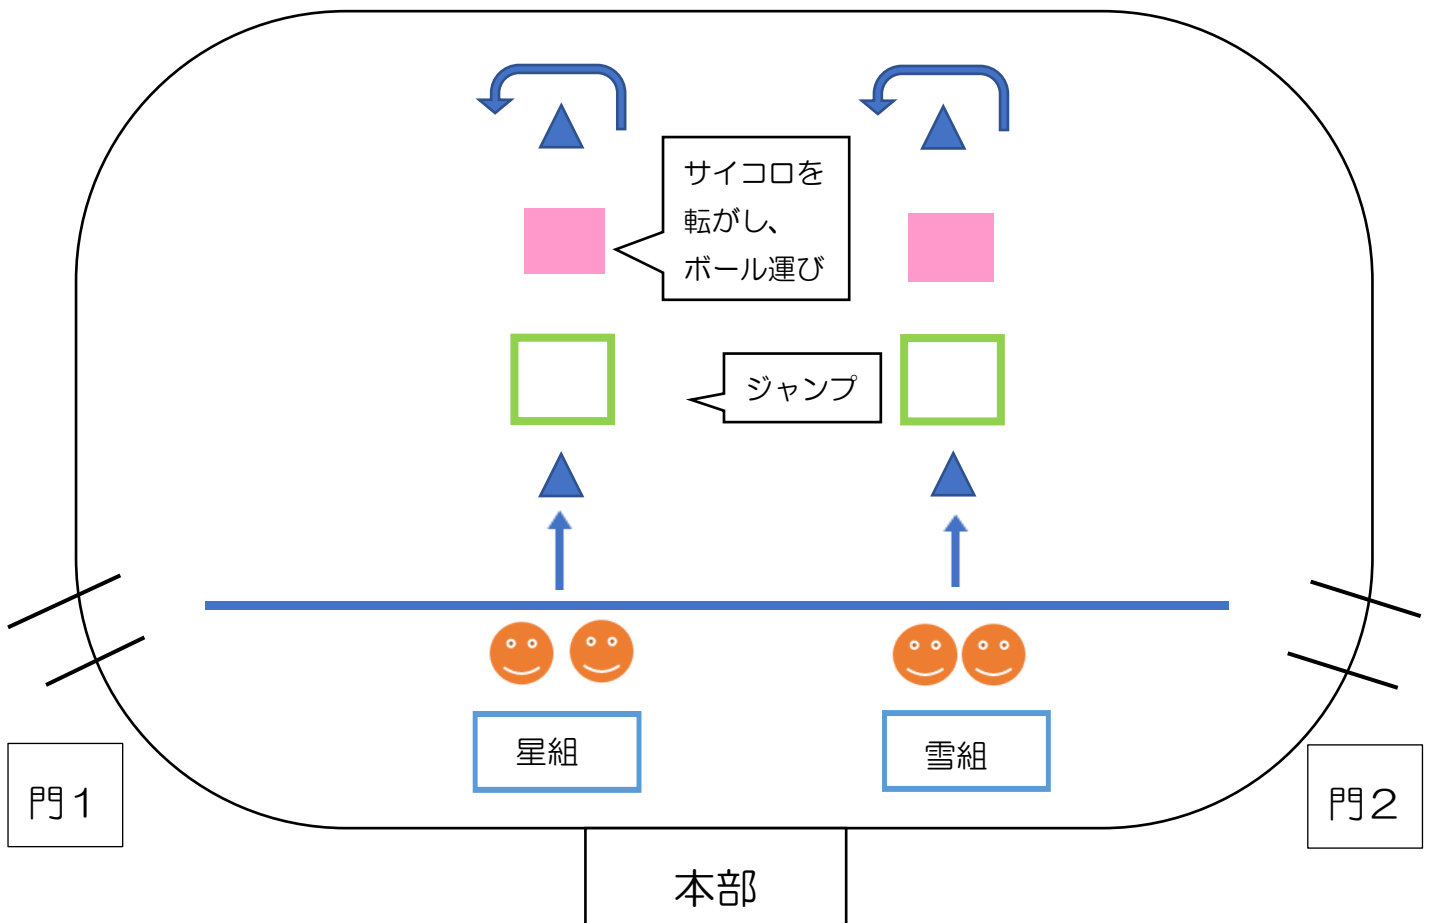 サイコロを
転がし、
ボール運び
ジャンプ
星組
雪組
門1
門2
本部